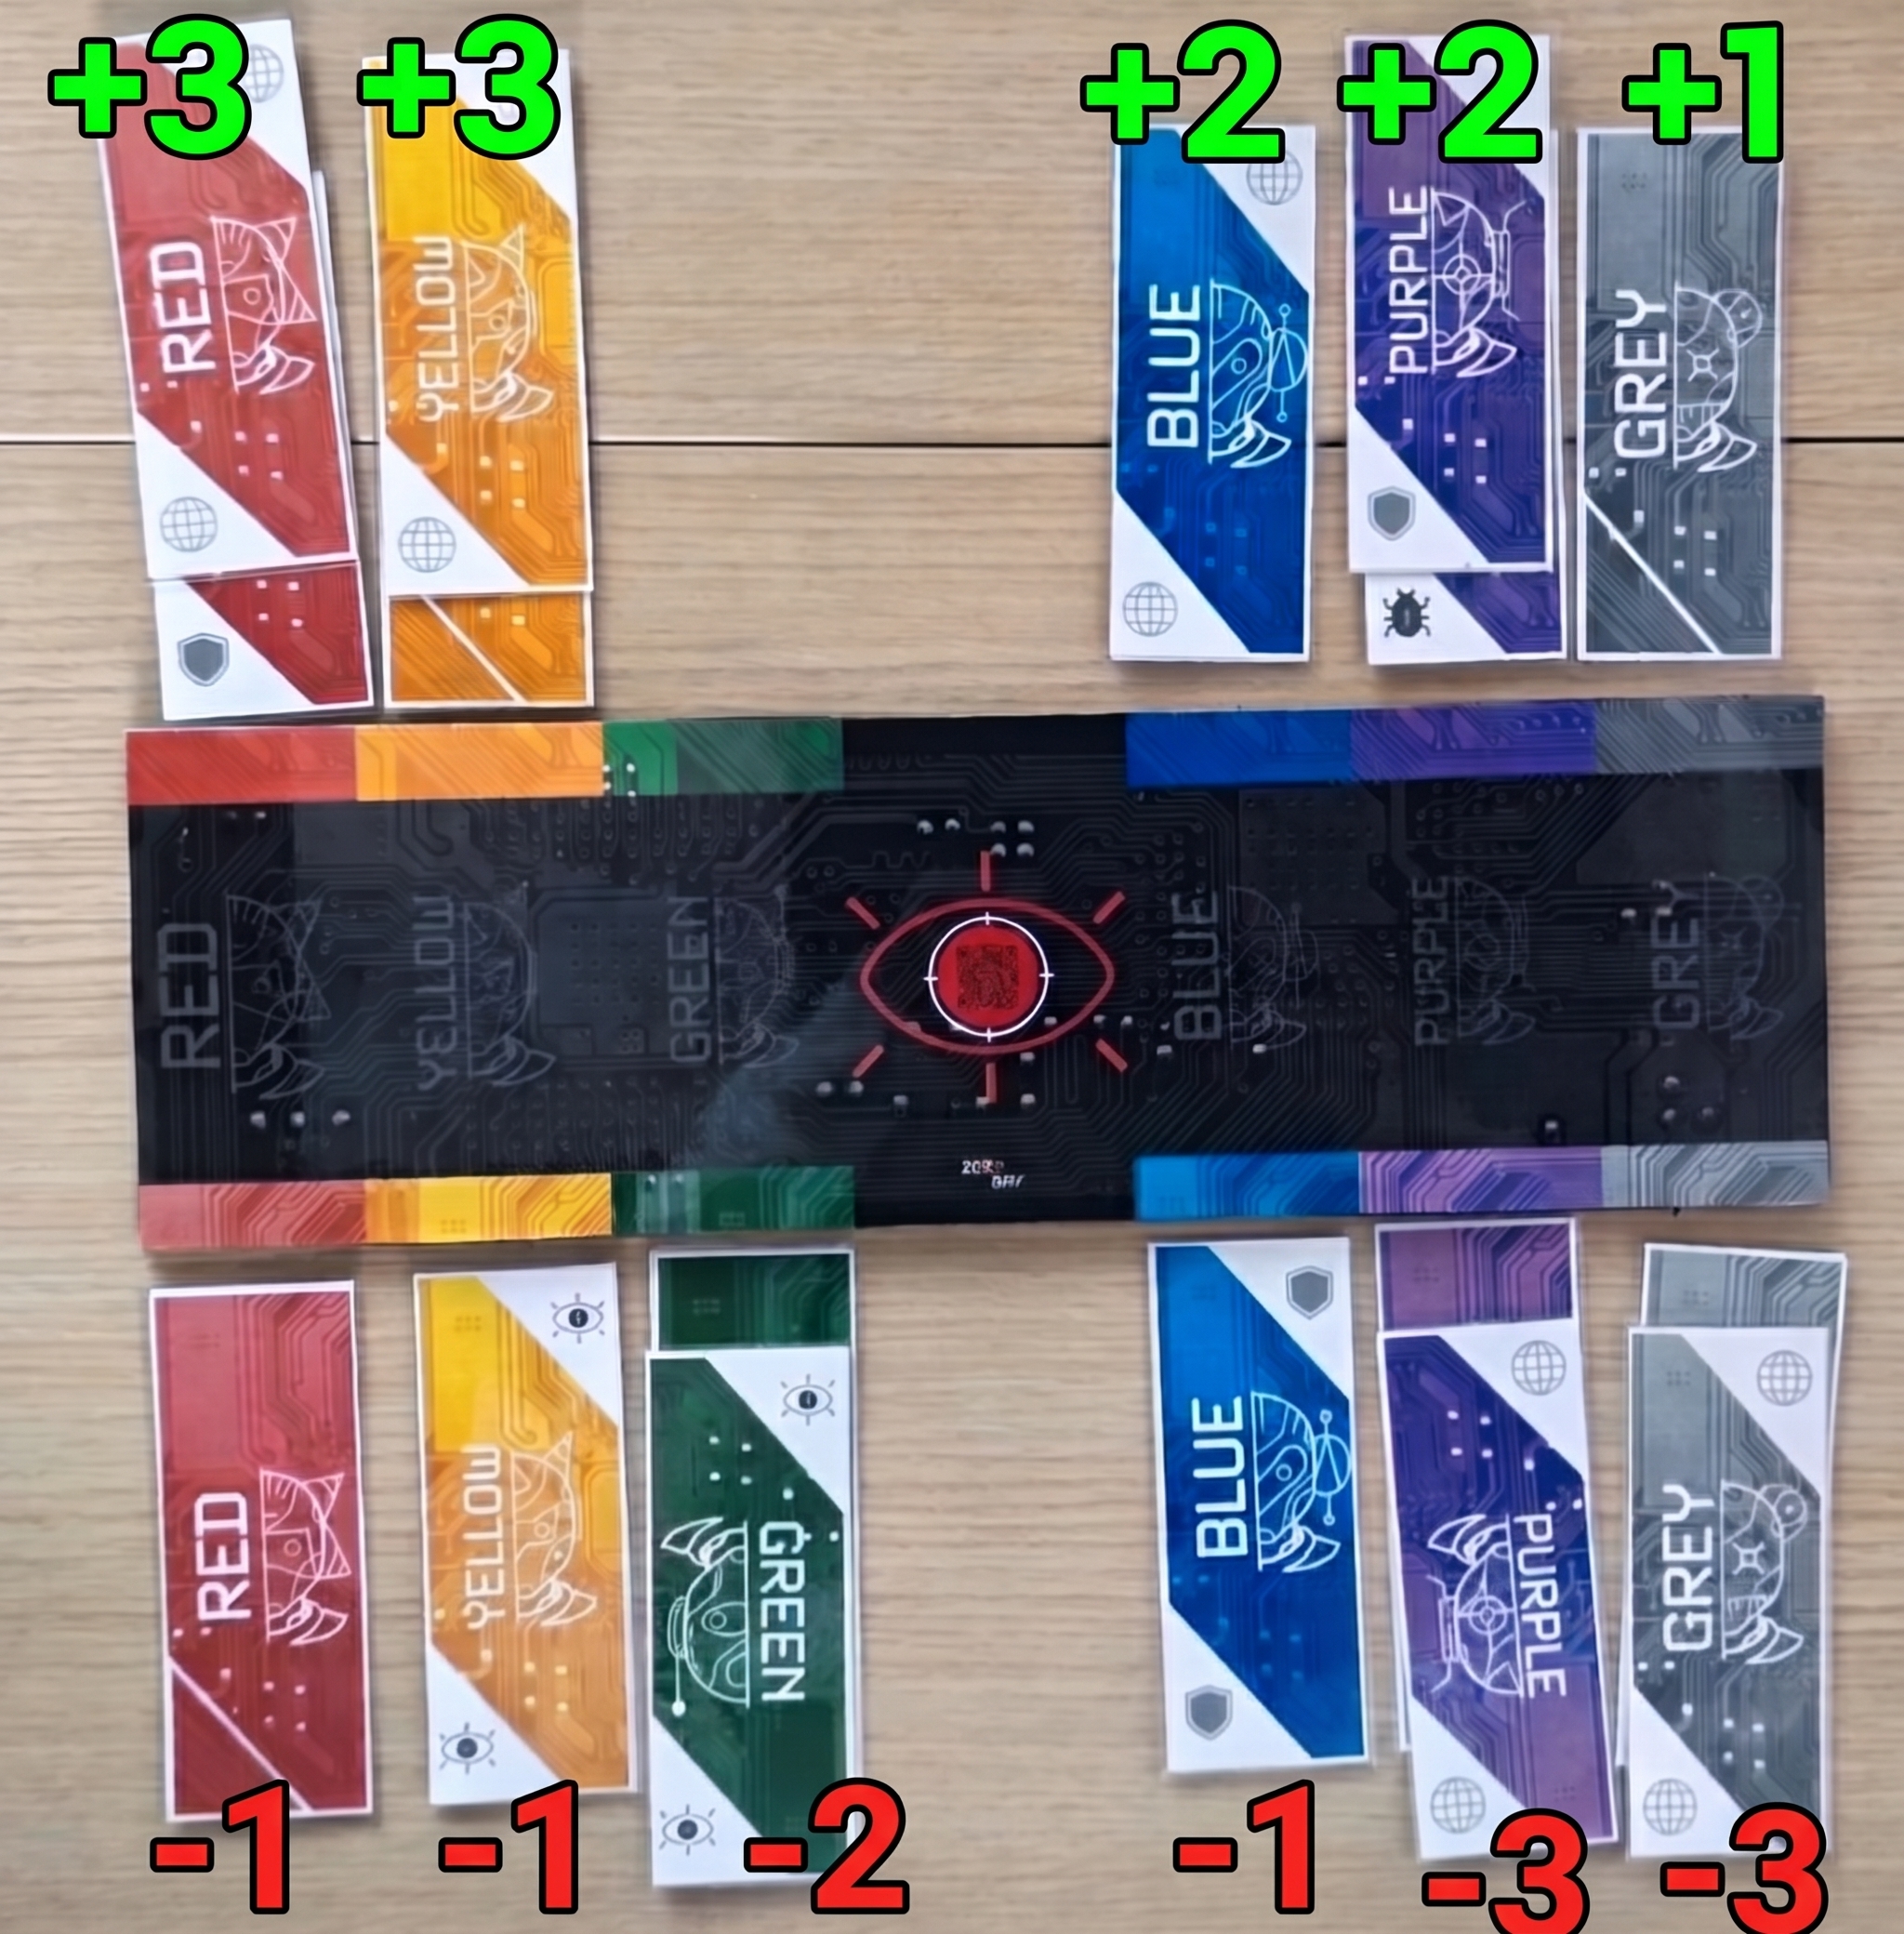 +3 +3 +2 +2 +1
RED YELLOW BLUE PURPLE GREY
RED YELLOW GREEN BLUE PURPLE GREY
RED YELLOW GREEN BLUE PURPLE GREY
-1 -1 -2 -1 -3 -3